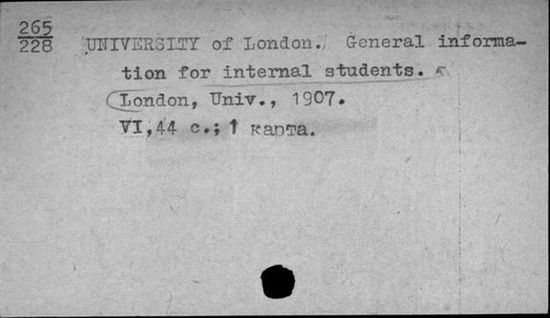 265
228
UNIVERSITY of London. General informa-
tion for internal students.
London, Univ., 1907.
VI,44 с.; 1 карта.